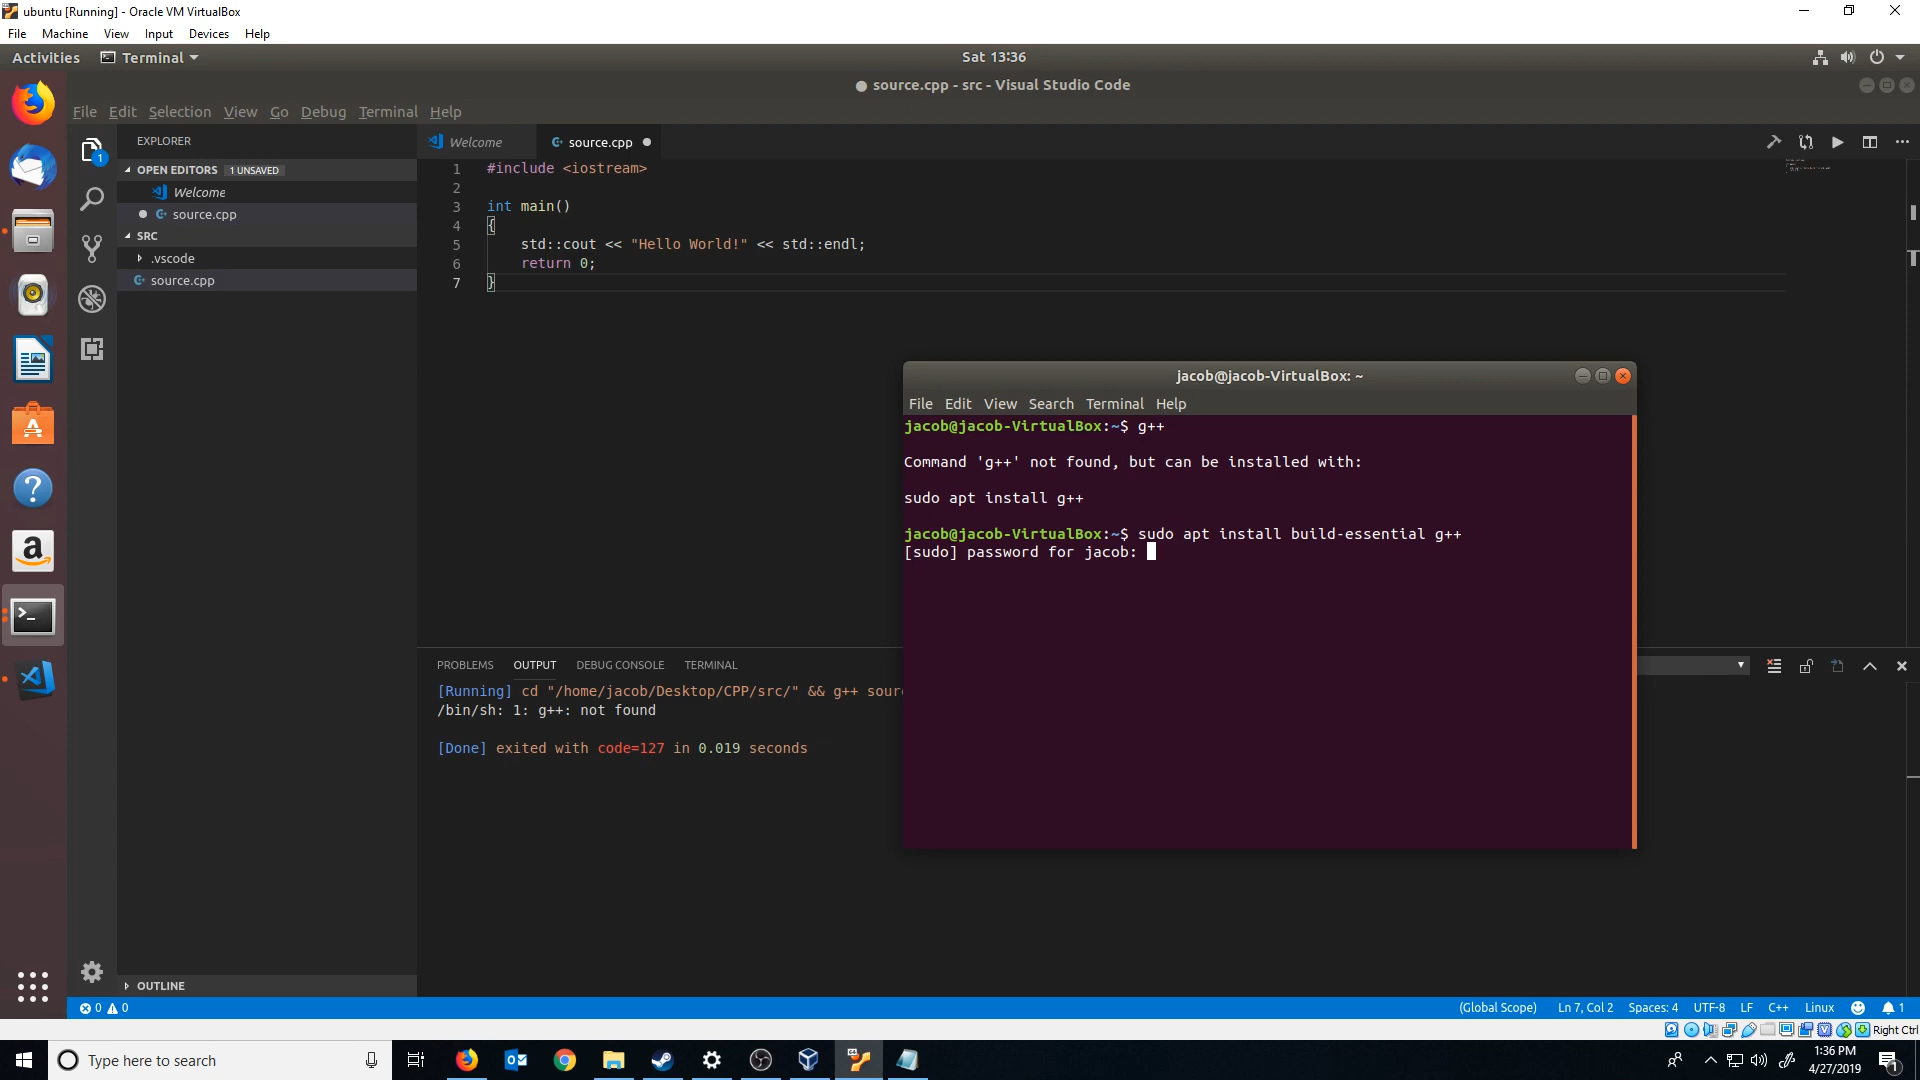 ubuntu [Running] - Oracle VM VirtualBox
File Machine View Input Devices Help
Activities Terminal Sat 13:36
source.cpp - src - Visual Studio Code
File Edit Selection View Go Debug Terminal Help
EXPLORER
OPEN EDITORS 1 UNSAVED
Welcome
source.cpp
SRC
.vscode
source.cpp
OUTLINE
1
Welcome source.cpp
1 #include <iostream>
2
3 int main()
4 {
5 std::cout << "Hello World!" << std::endl;
6 return 0;
7 }
jacob@jacob-VirtualBox: ~
File Edit View Search Terminal Help
jacob@jacob-VirtualBox:~$ g++
Command 'g++' not found, but can be installed with:
sudo apt install g++
jacob@jacob-VirtualBox:~$ sudo apt install build-essential g++
[sudo] password for jacob:
PROBLEMS OUTPUT DEBUG CONSOLE TERMINAL
[Running] cd "/home/jacob/Desktop/CPP/src/" && g++ sour
/bin/sh: 1: g++: not found
[Done] exited with code=127 in 0.019 seconds
0 0 (Global Scope) Ln 7, Col 2 Spaces: 4 UTF-8 LF C++ Linux 1
Right Ctrl
Type here to search
1:36 PM
4/27/2019
1